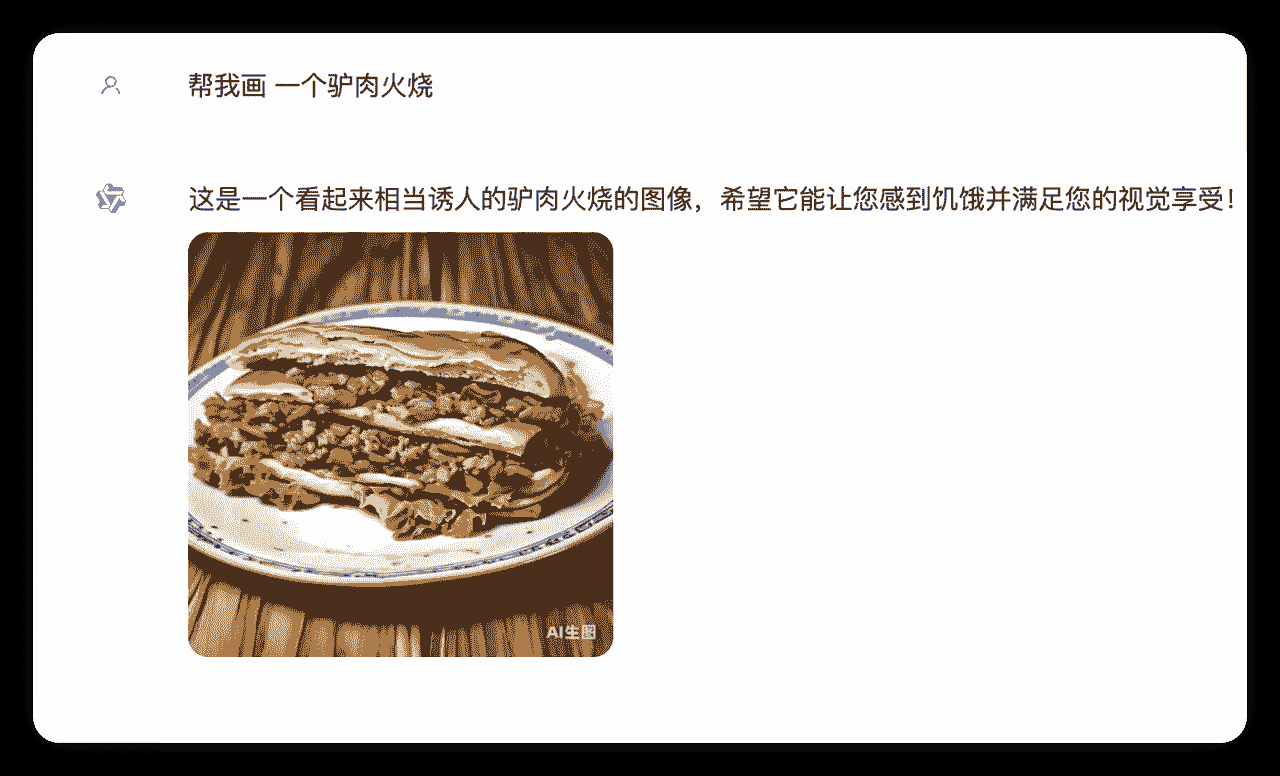 帮我画 一个驴肉火烧
这是一个看起来相当诱人的驴肉火烧的图像，希望它能让您感到饥饿并满足您的视觉享受！
AI生图